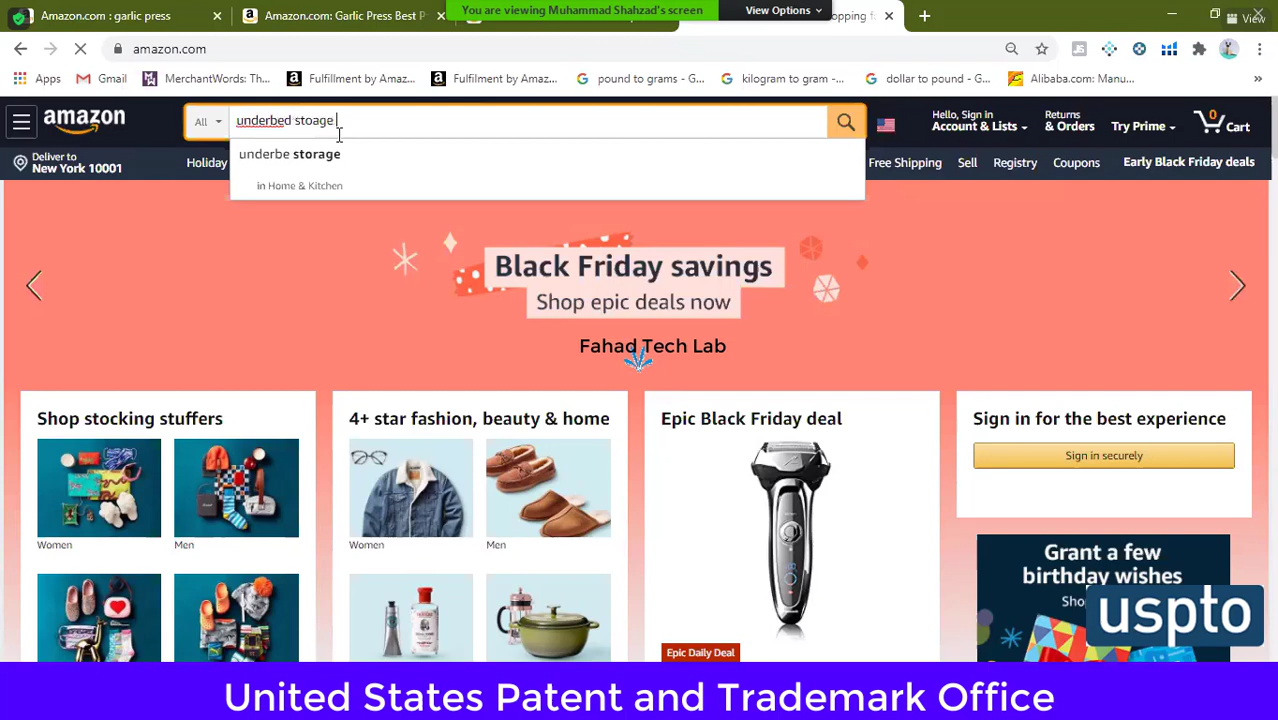 Amazon.com : garlic press
Amazon.com: Garlic Press Best P
You are viewing Muhammad Shahzad's screen
View Options
pping f
View
amazon.com
Apps
Gmail
MerchantWords: Th...
Fulfillment by Amaz...
Fulfilment by Amaz...
pound to grams - G...
kilogram to gram -...
dollar to pound - G...
Alibaba.com: Manu...
amazon
All
underbed stoage
Hello, Sign in
Account & Lists
Returns
& Orders
Try Prime
0
Cart
underbe storage
in Home & Kitchen
Deliver to
New York 10001
Holiday
Free Shipping
Sell
Registry
Coupons
Early Black Friday deals
Black Friday savings
Shop epic deals now
Fahad Tech Lab
Shop stocking stuffers
4+ star fashion, beauty & home
Epic Black Friday deal
Sign in for the best experience
Sign in securely
Women
Men
Women
Men
Grant a few
birthday wishes
Sho
uspto
Epic Daily Deal
United States Patent and Trademark Office